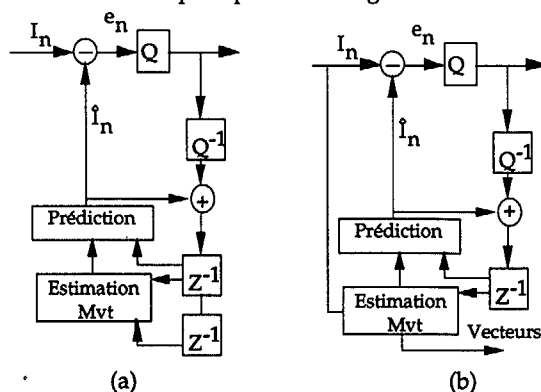 I_n
e_n
Q
Î_n
Q⁻¹
+
Prédiction
Z⁻¹
Estimation
Mvt
Z⁻¹
(a)
I_n
e_n
Q
Î_n
Q⁻¹
+
Prédiction
Z⁻¹
Estimation
Mvt
Vecteurs
(b)